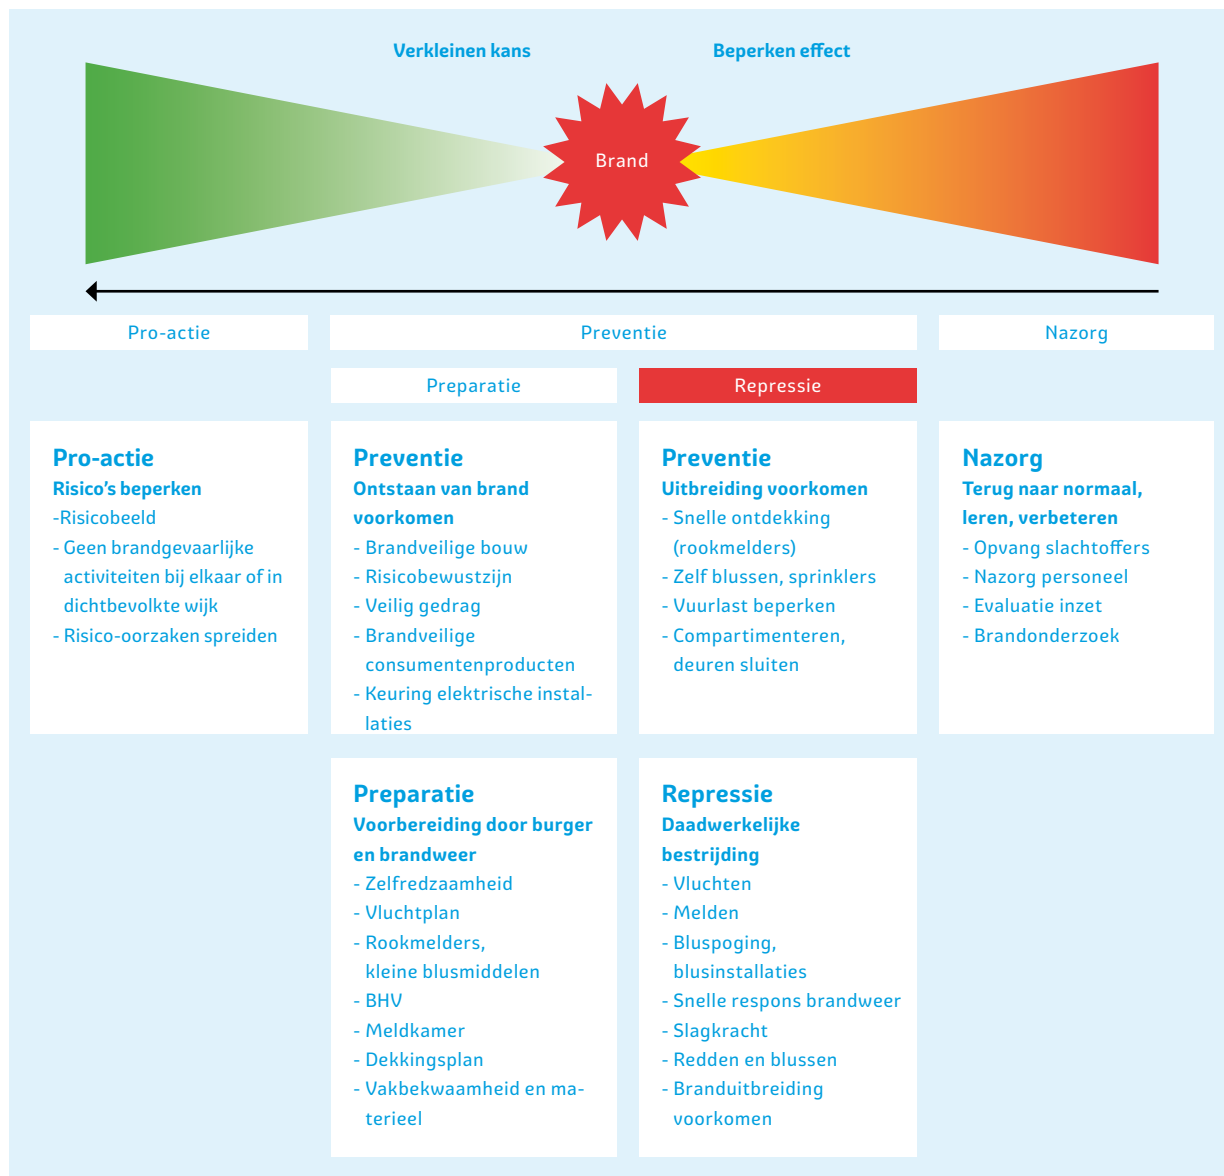 Verkleinen kans
Beperken effect
Brand
Pro-actie
Preventie
Nazorg
Preparatie
Repressie
Pro-actie
Risico’s beperken
-Risicobeeld
- Geen brandgevaarlijke
activiteiten bij elkaar of in
dichtbevolkte wijk
- Risico-oorzaken spreiden
Preventie
Ontstaan van brand
voorkomen
- Brandveilige bouw
- Risicobewustzijn
- Veilig gedrag
- Brandveilige
consumentenproducten
- Keuring elektrische instal-
laties
Preventie
Uitbreiding voorkomen
- Snelle ontdekking
(rookmelders)
- Zelf blussen, sprinklers
- Vuurlast beperken
- Compartimenteren,
deuren sluiten
Nazorg
Terug naar normaal,
leren, verbeteren
- Opvang slachtoffers
- Nazorg personeel
- Evaluatie inzet
- Brandonderzoek
Preparatie
Voorbereiding door burger
en brandweer
- Zelfredzaamheid
- Vluchtplan
- Rookmelders,
kleine blusmiddelen
- BHV
- Meldkamer
- Dekkingsplan
- Vakbekwaamheid en ma-
terieel
Repressie
Daadwerkelijke
bestrijding
- Vluchten
- Melden
- Bluspoging,
blusinstallaties
- Snelle respons brandweer
- Slagkracht
- Redden en blussen
- Branduitbreiding
voorkomen